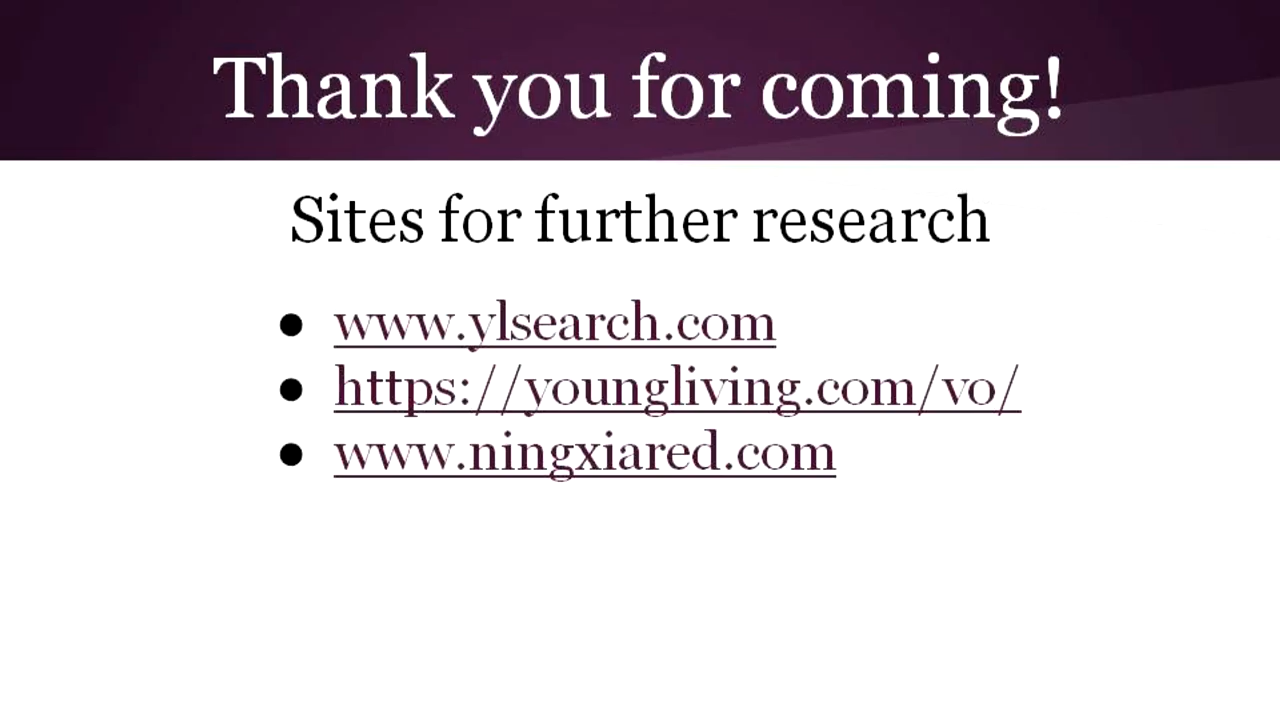 Thank you for coming!
Sites for further research
● www.ylsearch.com
● https://youngliving.com/vo/
● www.ningxiared.com